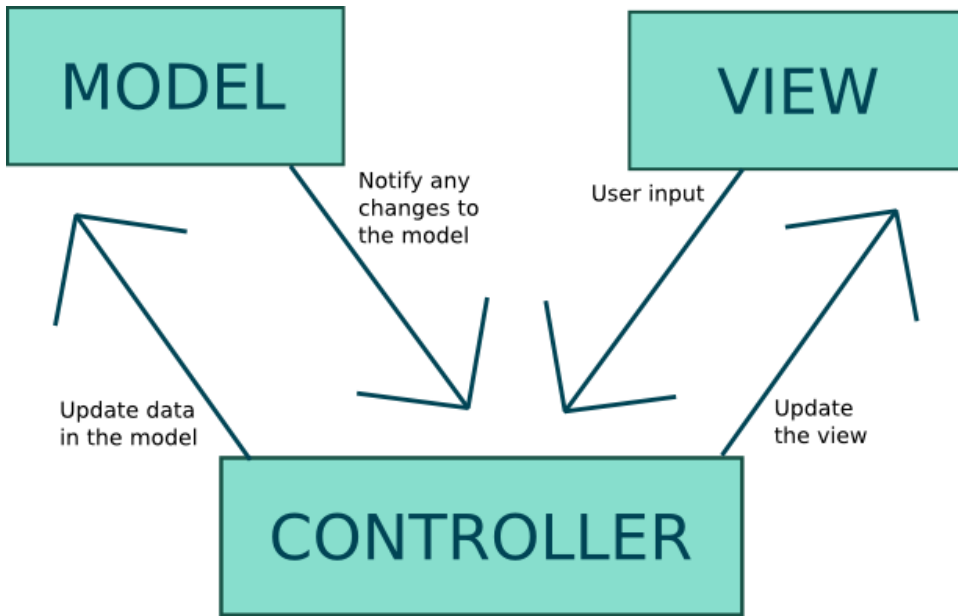 MODEL
VIEW
Notify any
changes to
the model
User input
Update data
in the model
Update
the view
CONTROLLER